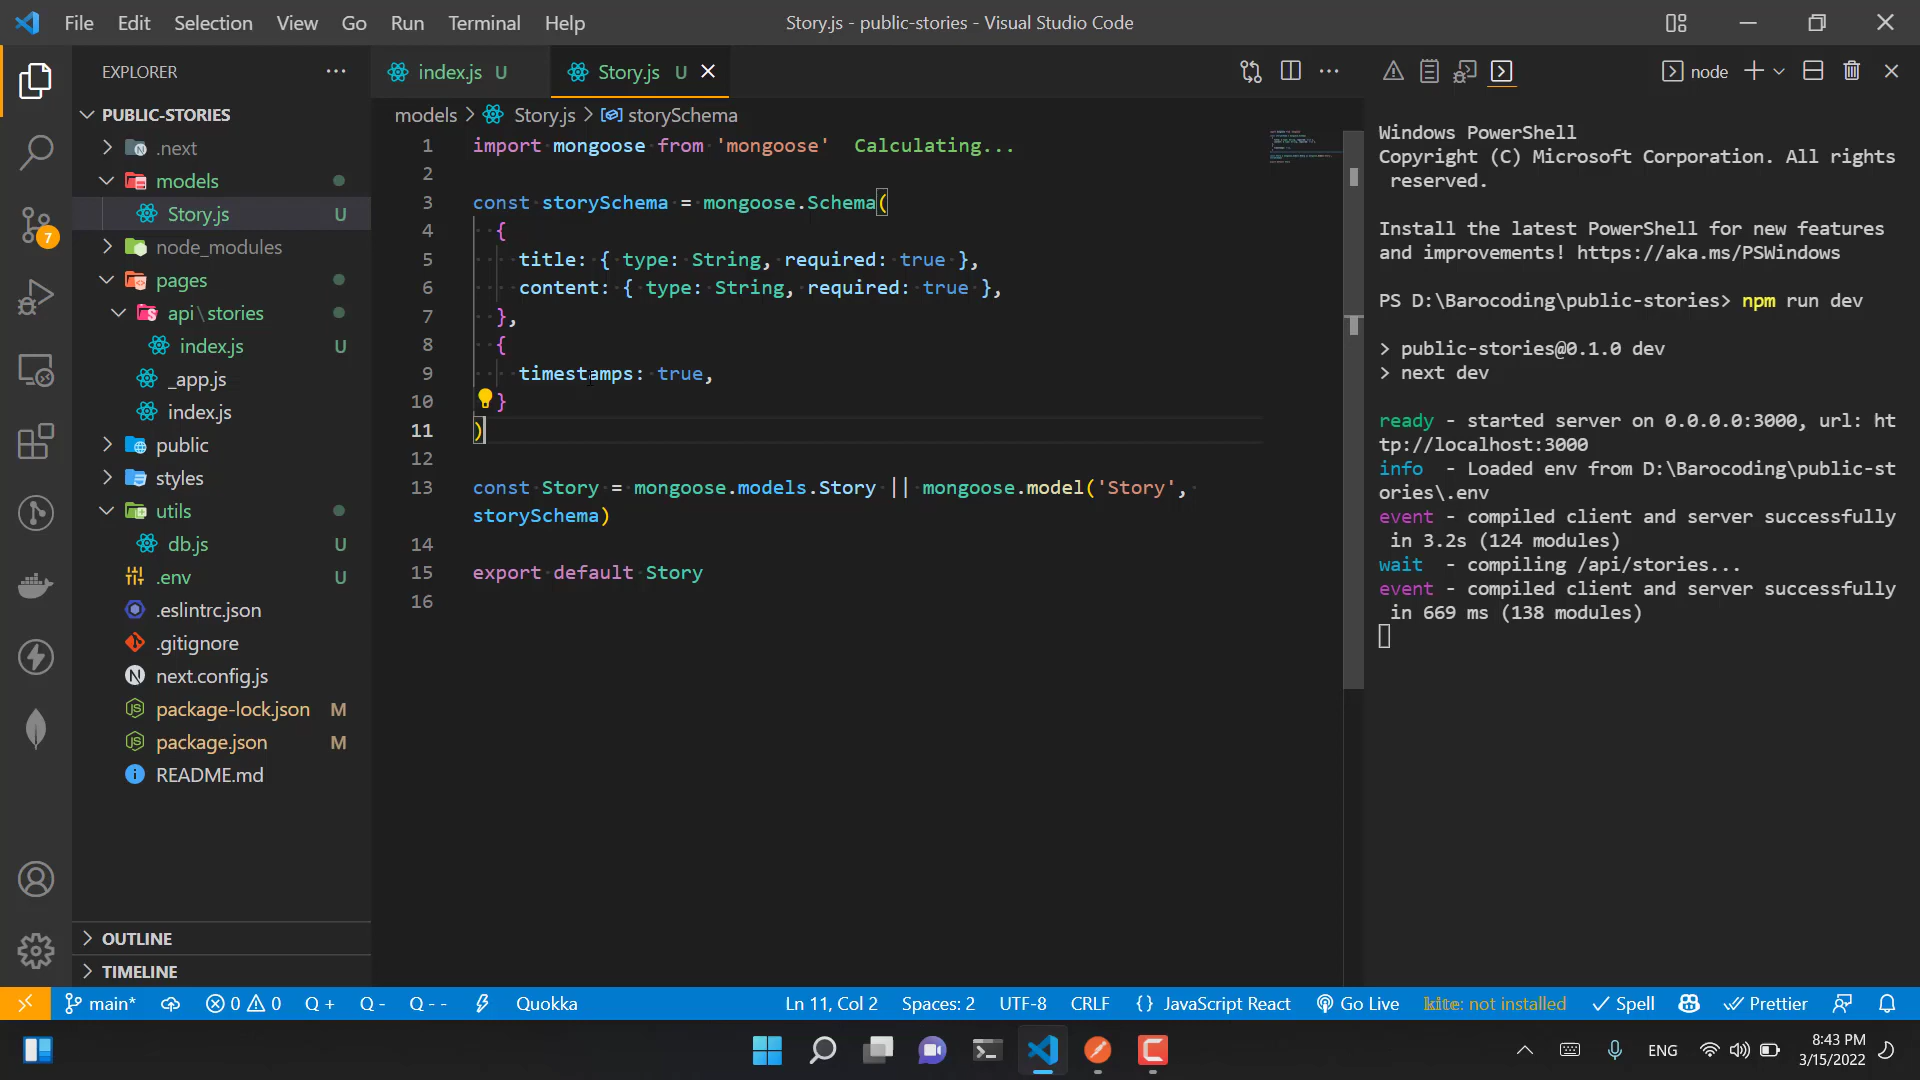 File Edit Selection View Go Run Terminal Help
Story.js - public-stories - Visual Studio Code
EXPLORER
PUBLIC-STORIES
.next
models
Story.js U
node_modules
pages
api\stories
index.js U
_app.js
index.js
public
styles
utils
db.js U
.env U
.eslintrc.json
.gitignore
next.config.js
package-lock.json M
package.json M
README.md
OUTLINE
TIMELINE
7
index.js U
Story.js U
models > Story.js > storySchema
1 import mongoose from 'mongoose' Calculating...
2
3 const storySchema = mongoose.Schema(
4 {
5 title: { type: String, required: true },
6 content: { type: String, required: true },
7 },
8 {
9 timestamps: true,
10 }
11 )
12
13 const Story = mongoose.models.Story || mongoose.model('Story',
storySchema)
14
15 export default Story
16
node
Windows PowerShell
Copyright (C) Microsoft Corporation. All rights
reserved.
Install the latest PowerShell for new features
and improvements! https://aka.ms/PSWindows
PS D:\Barocoding\public-stories> npm run dev
> public-stories@0.1.0 dev
> next dev
ready - started server on 0.0.0.0:3000, url: ht
tp://localhost:3000
info - Loaded env from D:\Barocoding\public-st
ories\.env
event - compiled client and server successfully
in 3.2s (124 modules)
wait - compiling /api/stories...
event - compiled client and server successfully
in 669 ms (138 modules)
main* 0 0 Q + Q - Q - - Quokka
Ln 11, Col 2 Spaces: 2 UTF-8 CRLF {} JavaScript React Go Live kite: not installed Spell Prettier
ENG
8:43 PM
3/15/2022